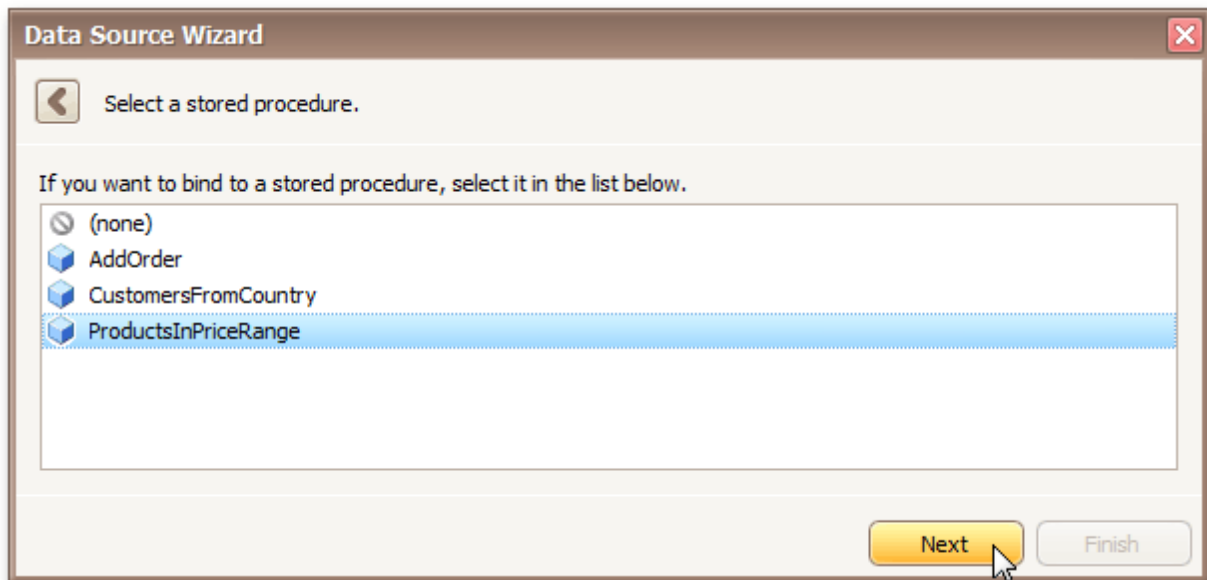 Data Source Wizard
Select a stored procedure.
If you want to bind to a stored procedure, select it in the list below.
(none)
AddOrder
CustomersFromCountry
ProductsInPriceRange
Next
Finish